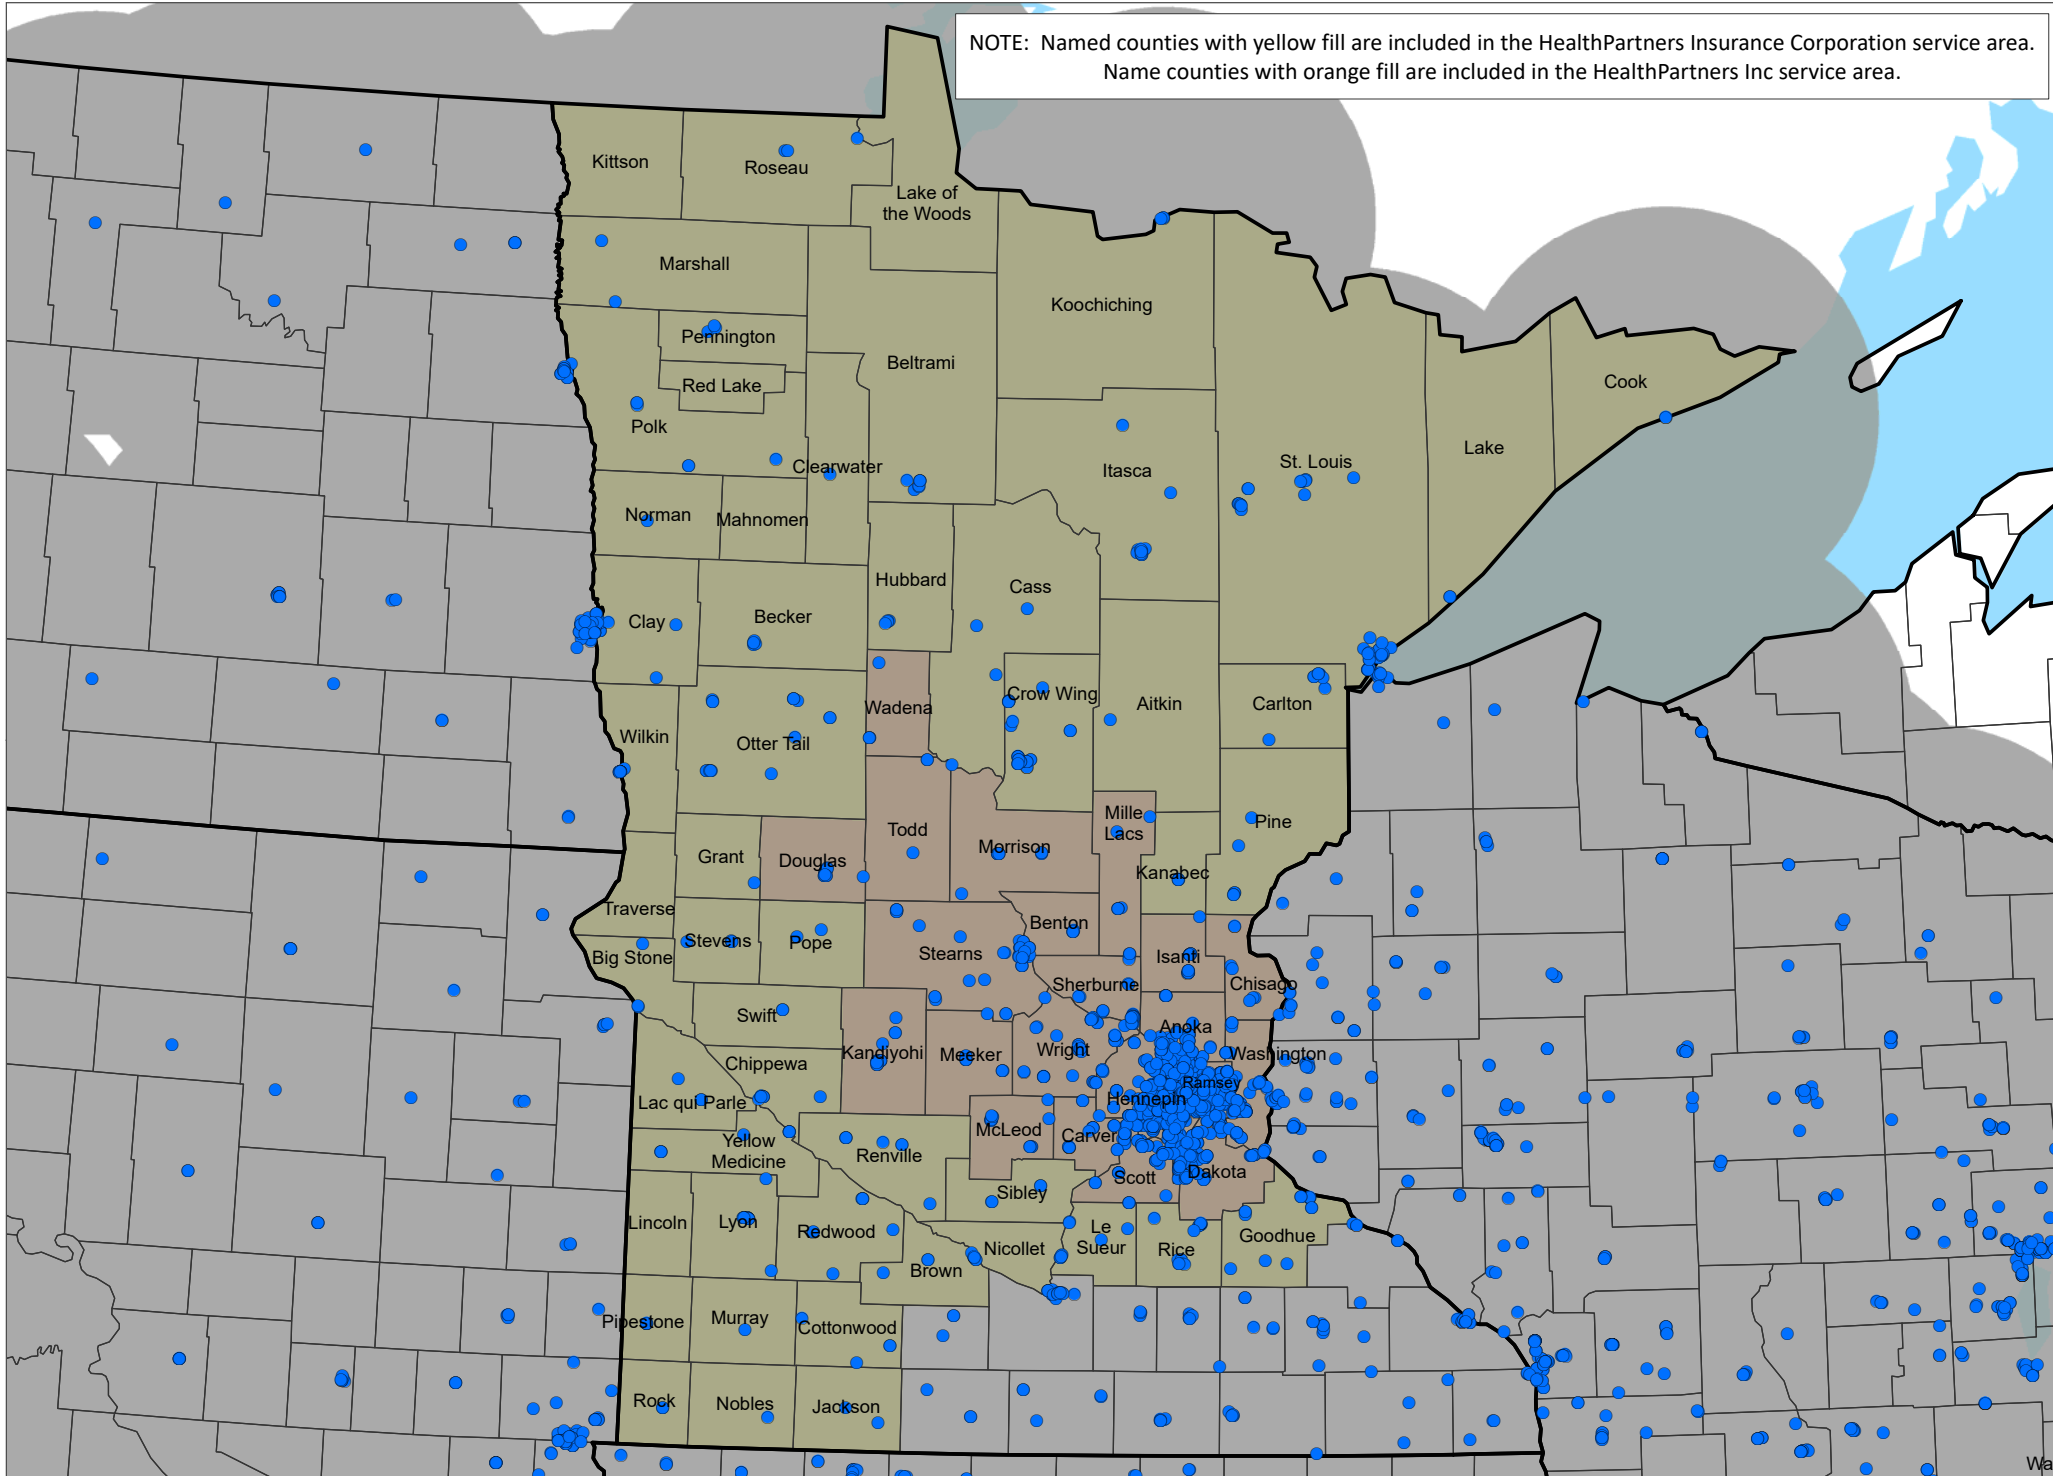 NOTE:  Named counties with yellow fill are included in the HealthPartners Insurance Corporation service area.
Name counties with orange fill are included in the HealthPartners Inc service area.
Kittson
Roseau
Lake of
the Woods
Marshall
Koochiching
Pennington
Beltrami
Red Lake
Cook
Polk
Lake
St. Louis
Itasca
Clearwater
Norman
Mahnomen
Hubbard
Cass
Clay
Becker
Crow Wing
Aitkin
Carlton
Wadena
Wilkin
Otter Tail
Mille
Lacs
Pine
Todd
Morrison
Grant
Douglas
Kanabec
Traverse
Benton
Stevens
Pope
Stearns
Isanti
Big Stone
Sherburne
Chisago
Swift
Anoka
Kandiyohi
Meeker
Wright
Washington
Chippewa
Ramsey
Lac qui Parle
Hennepin
McLeod
Carver
Yellow
Medicine
Renville
Scott
Dakota
Sibley
Lincoln
Lyon
Redwood
Le
Sueur
Rice
Goodhue
Nicollet
Brown
Pipestone
Murray
Cottonwood
Rock
Nobles
Jackson
Wa